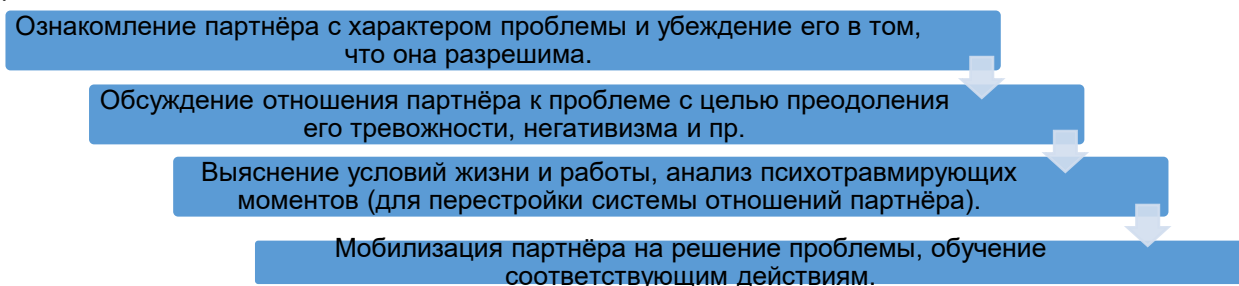 Ознакомление партнёра с характером проблемы и убеждение его в том,
что она разрешима.
Обсуждение отношения партнёра к проблеме с целью преодоления
его тревожности, негативизма и пр.
Выяснение условий жизни и работы, анализ психотравмирующих
моментов (для перестройки системы отношений партнёра).
Мобилизация партнёра на решение проблемы, обучение
соответствующим действиям.